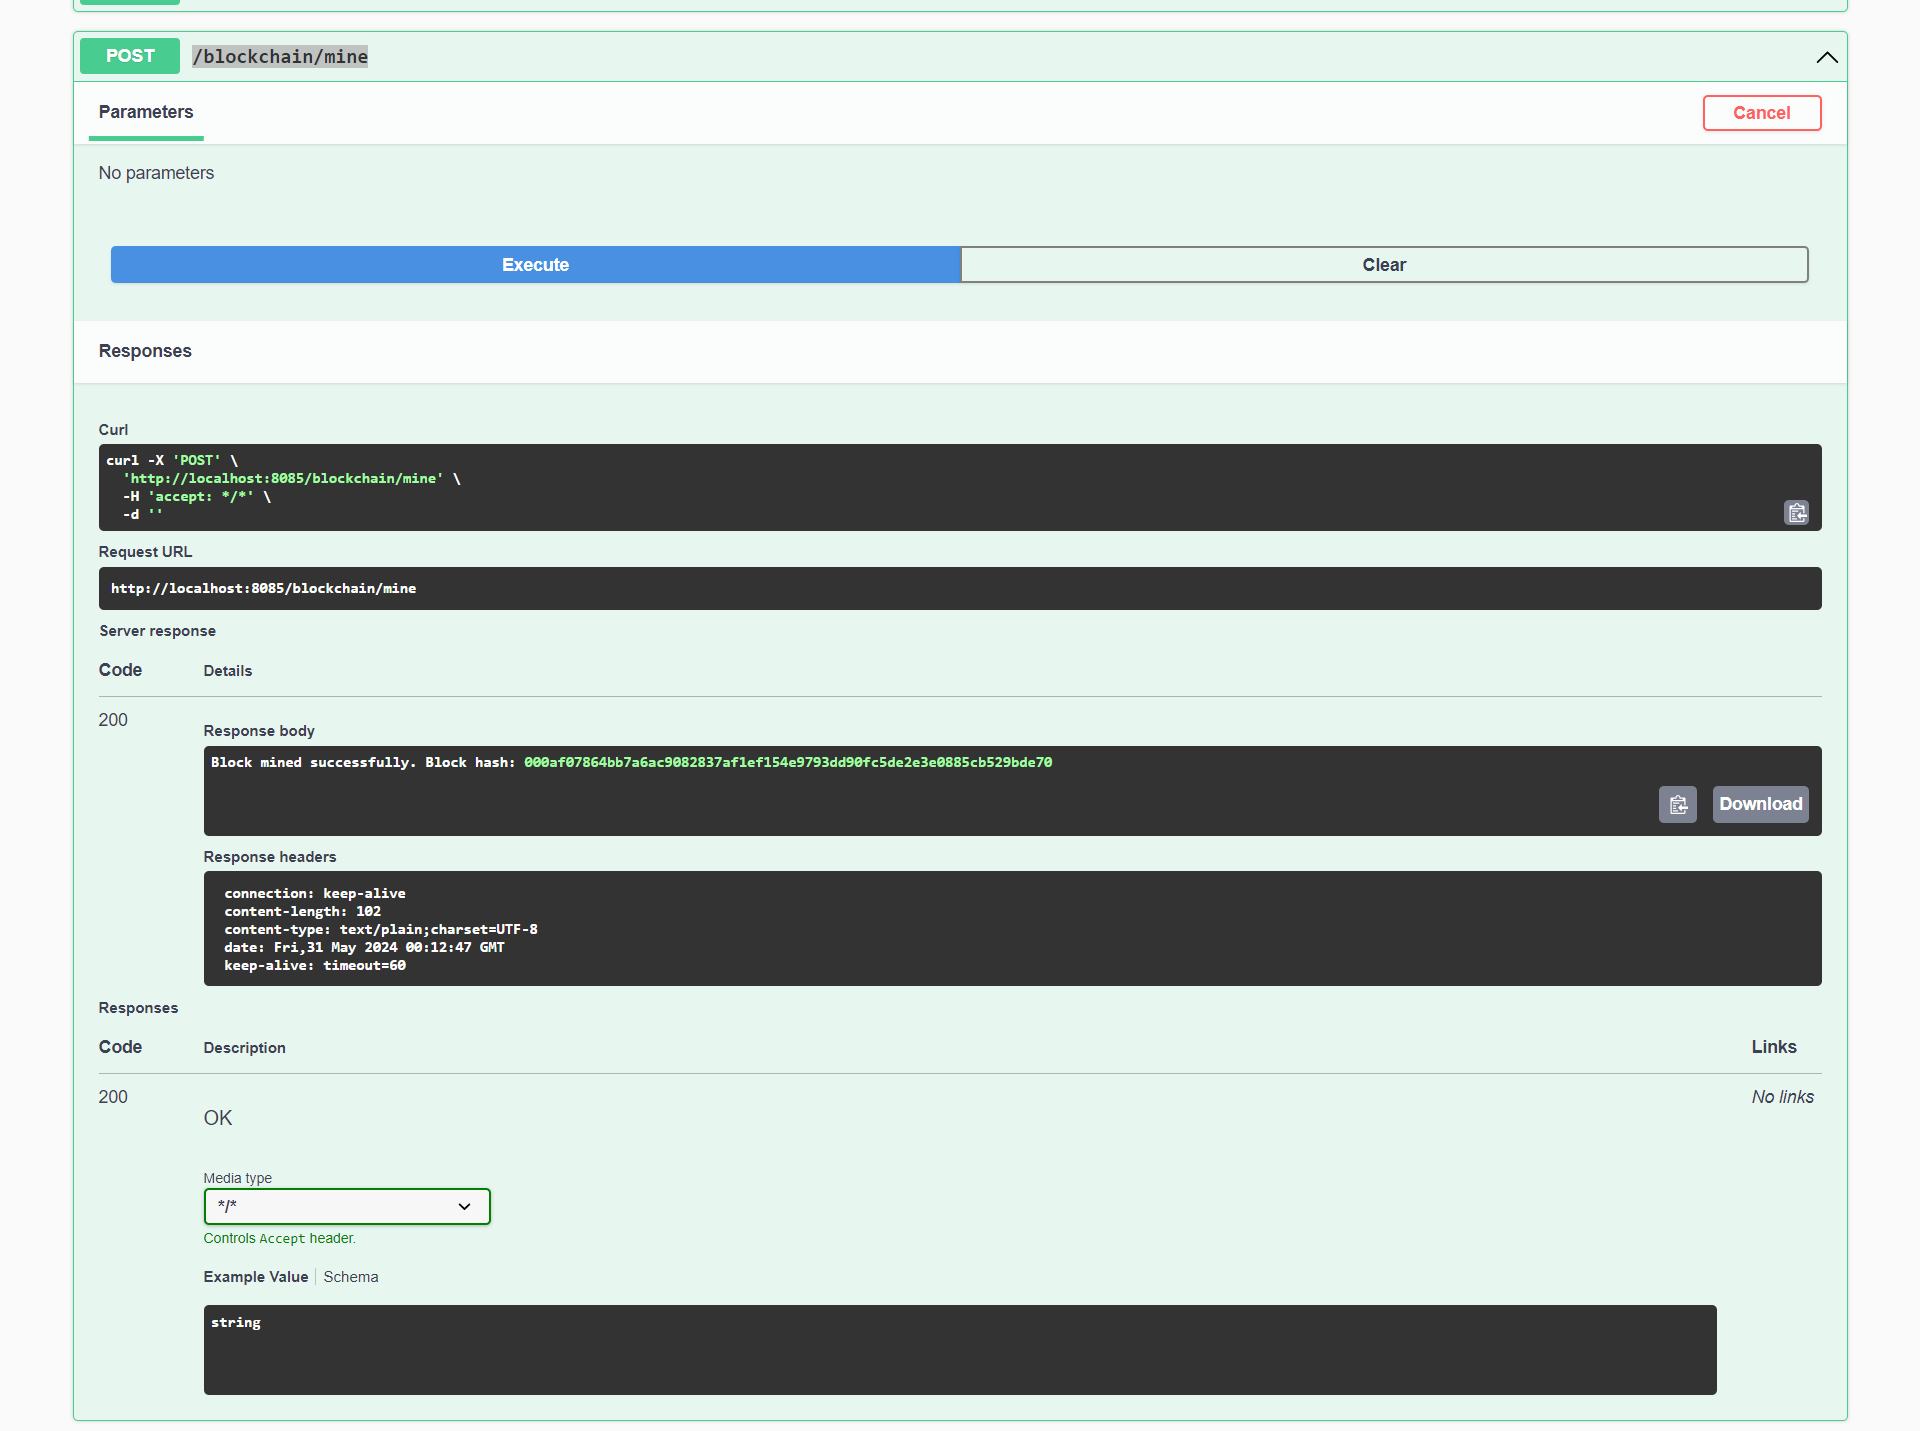 POST /blockchain/mine
Parameters
Cancel
No parameters
Execute
Clear
Responses
Curl
curl -X 'POST' \
'http://localhost:8085/blockchain/mine' \
-H 'accept: */*' \
-d ''
Request URL
http://localhost:8085/blockchain/mine
Server response
Code Details
200
Response body
Block mined successfully. Block hash: 000af07864bb7a6ac9082837af1ef154e9793dd90fc5de2e3e0885cb529bde70
Download
Response headers
connection: keep-alive
content-length: 102
content-type: text/plain;charset=UTF-8
date: Fri,31 May 2024 00:12:47 GMT
keep-alive: timeout=60
Responses
Code Description Links
200
No links
OK
Media type
*/*
Controls Accept header.
Example Value Schema
string